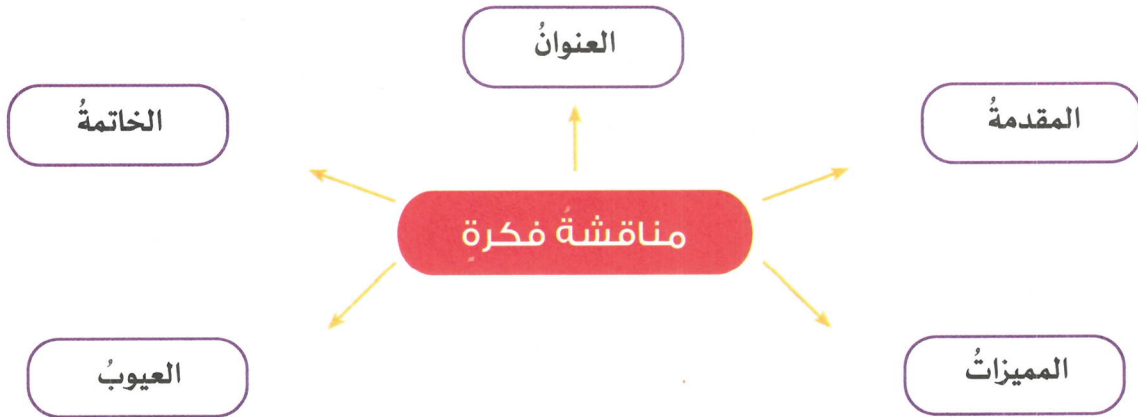 العنوانُ
المقدمةُ
الخاتمةُ
مناقشةُ فكرةٍ
المميزاتُ
العيوبُ